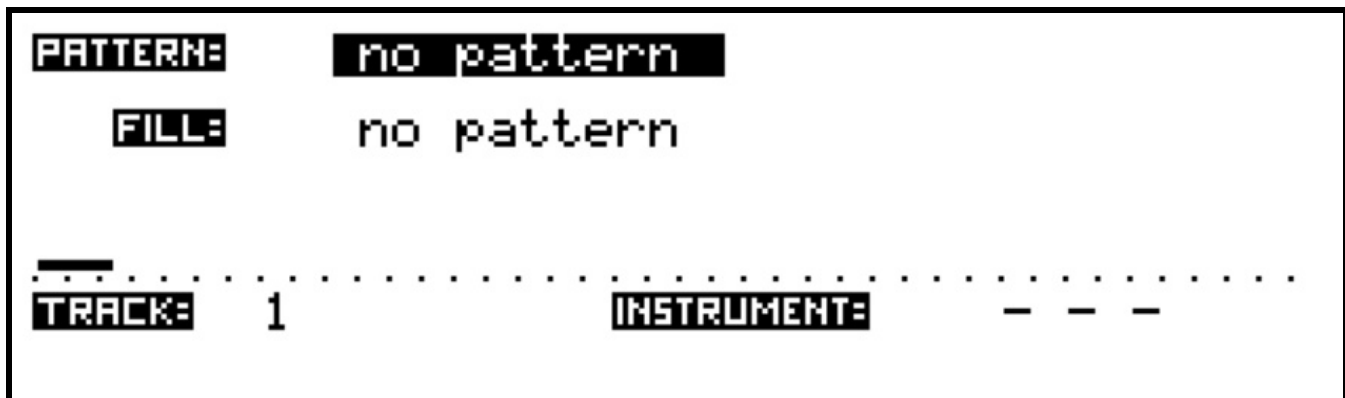 PATTERN: no pattern
FILL: no pattern
TRACK: 1 INSTRUMENT: - - -